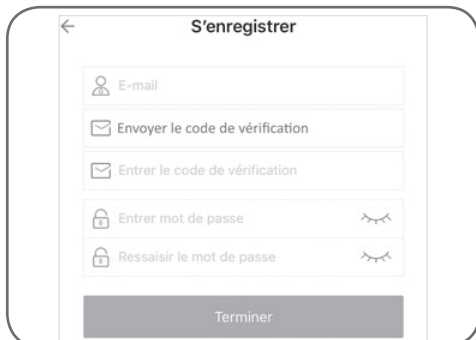 S'enregistrer
E-mail
Envoyer le code de vérification
Entrer le code de vérification
Entrer mot de passe
Ressaisir le mot de passe
Terminer